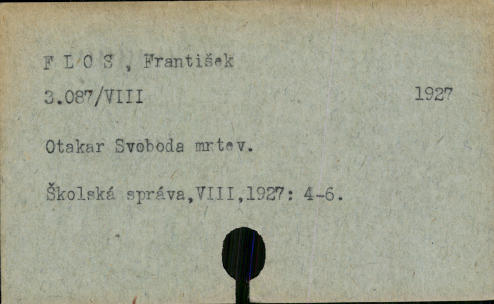 F L O S , František
3.087/VIII 1927
Otakar Svoboda mrtev.
Školská správa,VIII,1927: 4-6.